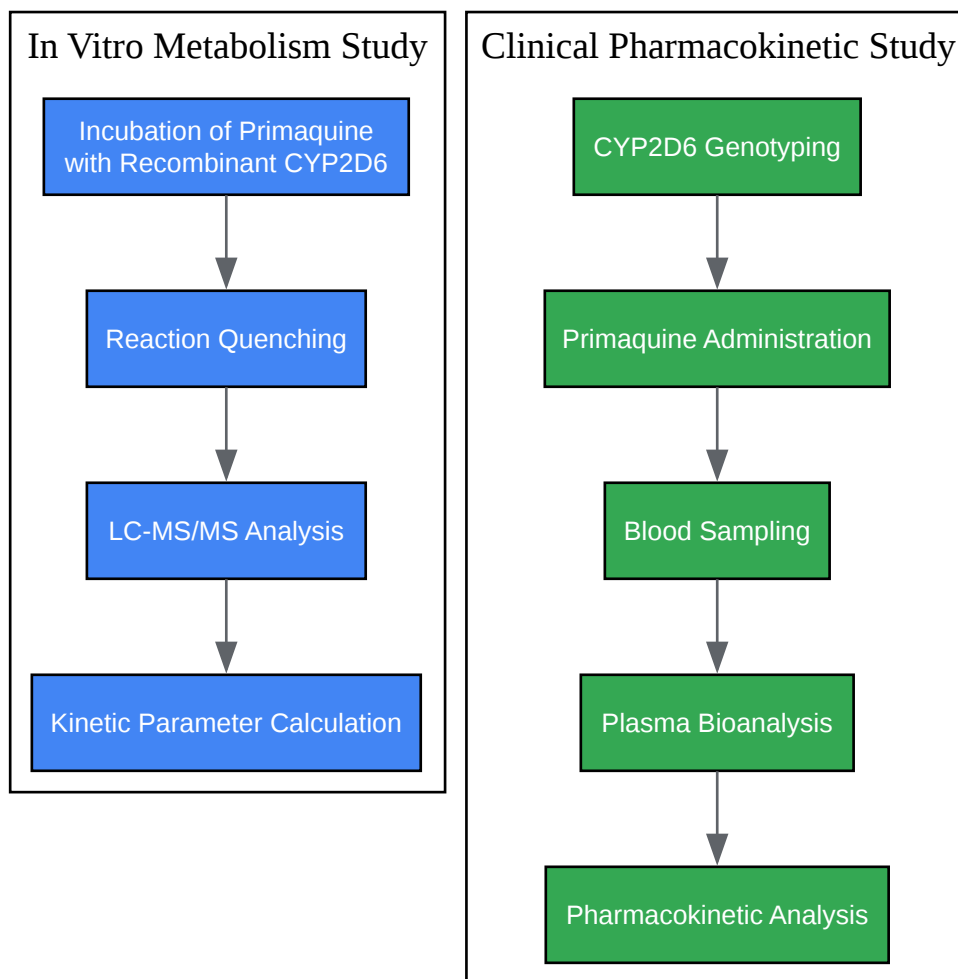 In Vitro Metabolism Study
Incubation of Primaquine
with Recombinant CYP2D6
Reaction Quenching
LC-MS/MS Analysis
Kinetic Parameter Calculation
Clinical Pharmacokinetic Study
CYP2D6 Genotyping
Primaquine Administration
Blood Sampling
Plasma Bioanalysis
Pharmacokinetic Analysis